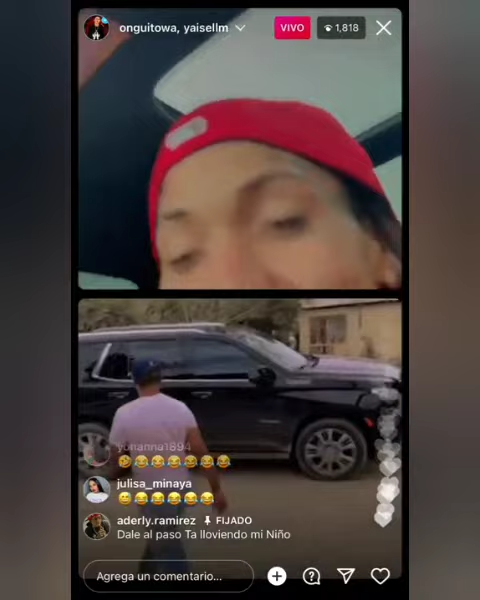 onguitowa, yaisellm
VIVO
1,818
yohanna1894
julisa_minaya
aderly.ramirez FIJADO
Dale al paso Ta lloviendo mi Niño
Agrega un comentario...